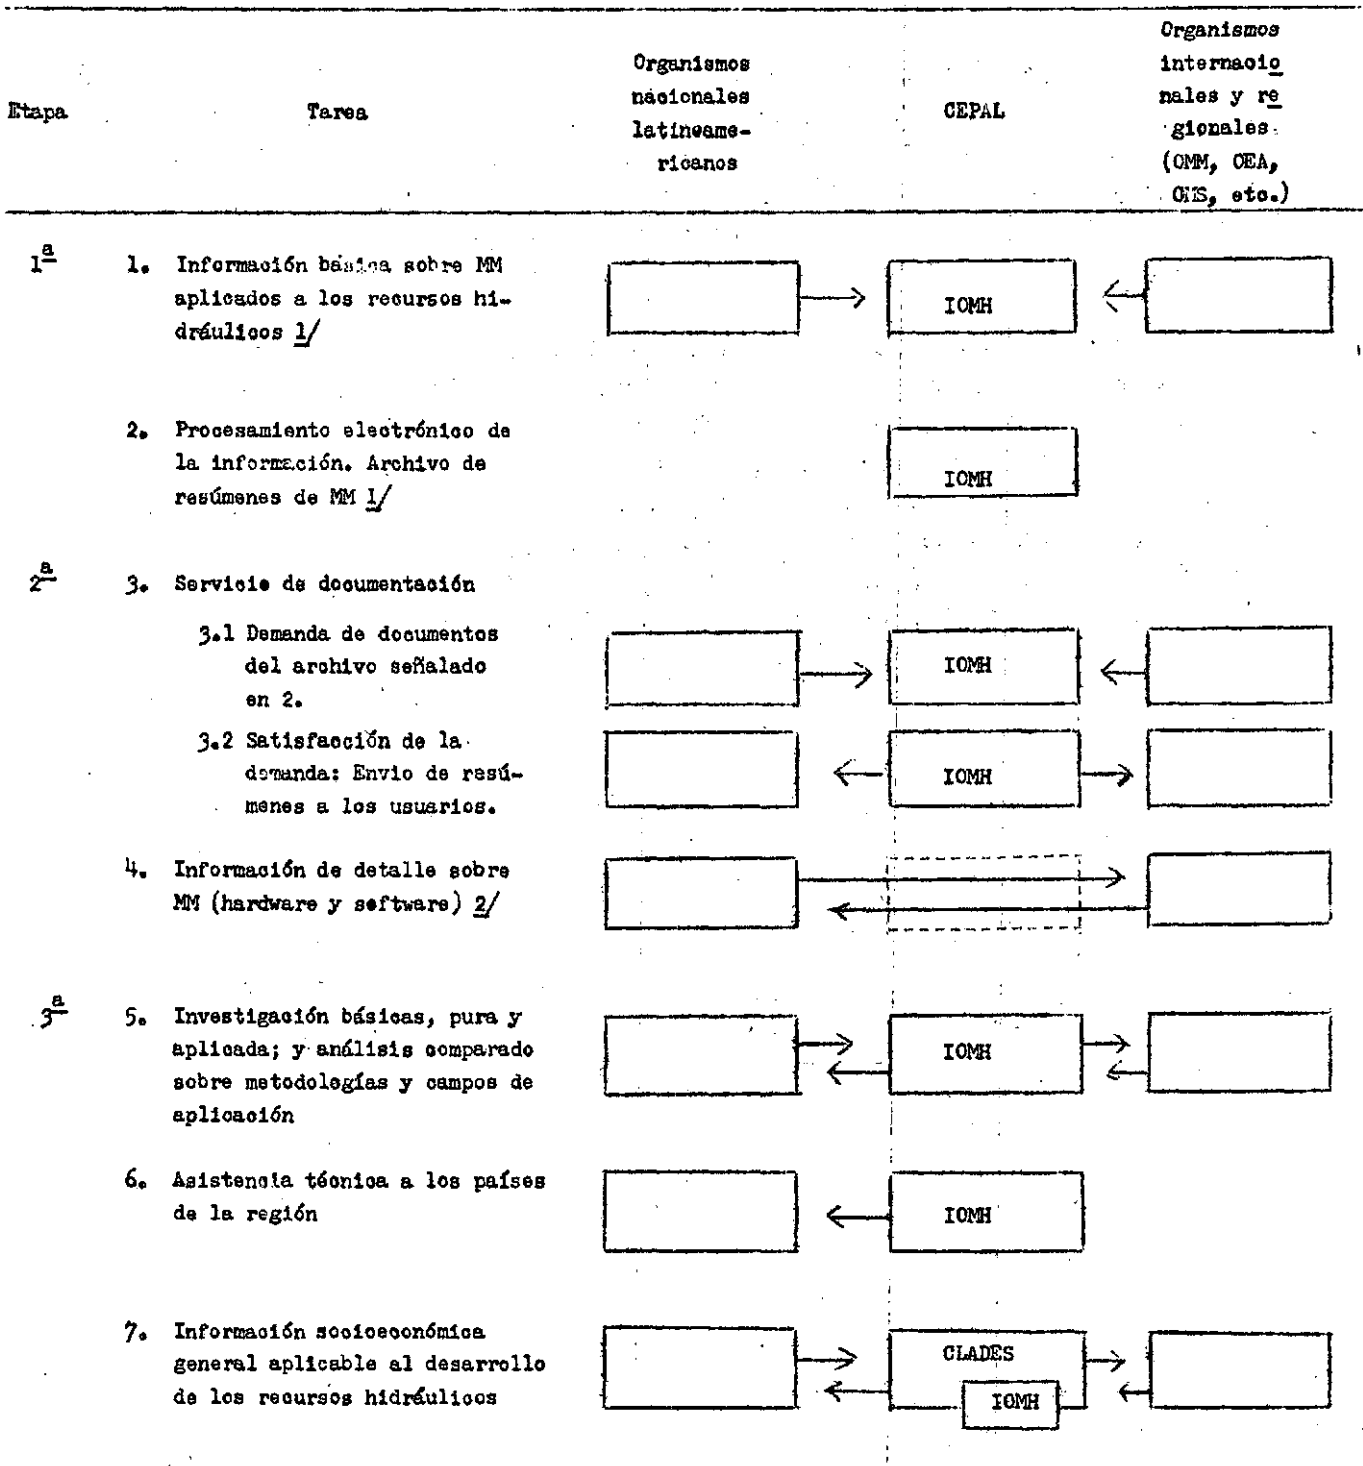 Etapa
Tarea
Organismos
nacionales
latinoame-
ricanos
CEPAL
Organismos
internacio
nales y re
gionales
(OMM, OEA,
OMS, etc.)
1a 1. Información básica sobre MM
aplicados a los recursos hi-
dráulicos 1/
IOMH
2. Procesamiento electrónico de
la información. Archivo de
resúmenes de MM 1/
IOMH
2a 3. Servicio de documentación
3.1 Demanda de documentos
del archivo señalado
en 2.
IOMH
3.2 Satisfacción de la
demanda: Envio de resú-
menes a los usuarios.
IOMH
4. Información de detalle sobre
MM (hardware y software) 2/
3a 5. Investigación básicas, pura y
aplicada; y análisis comparado
sobre metodologías y campos de
aplicación
IOMH
6. Asistencia técnica a los países
de la región
IOMH
7. Información socioeconómica
general aplicable al desarrollo
de los recursos hidráulicos
CLADES
IOMH